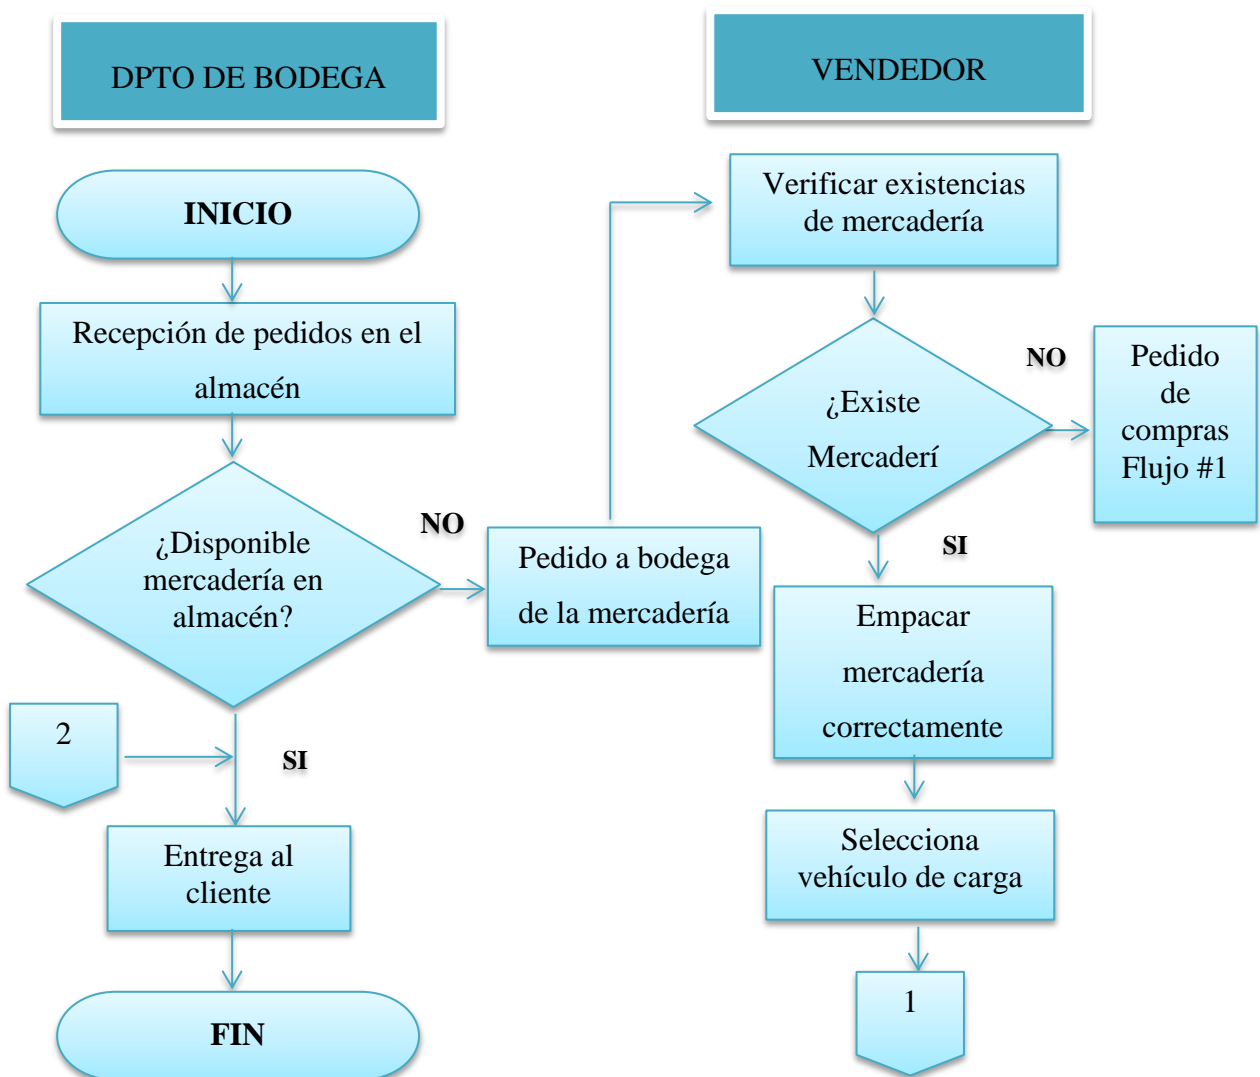 DPTO DE BODEGA
INICIO
Recepción de pedidos en el
almacén
¿Disponible
mercadería en
almacén?
NO
Pedido a bodega
de la mercadería
2
SI
Entrega al
cliente
FIN
VENDEDOR
Verificar existencias
de mercadería
¿Existe
Mercaderí
NO
Pedido
de
compras
Flujo #1
SI
Empacar
mercadería
correctamente
Selecciona
vehículo de carga
1